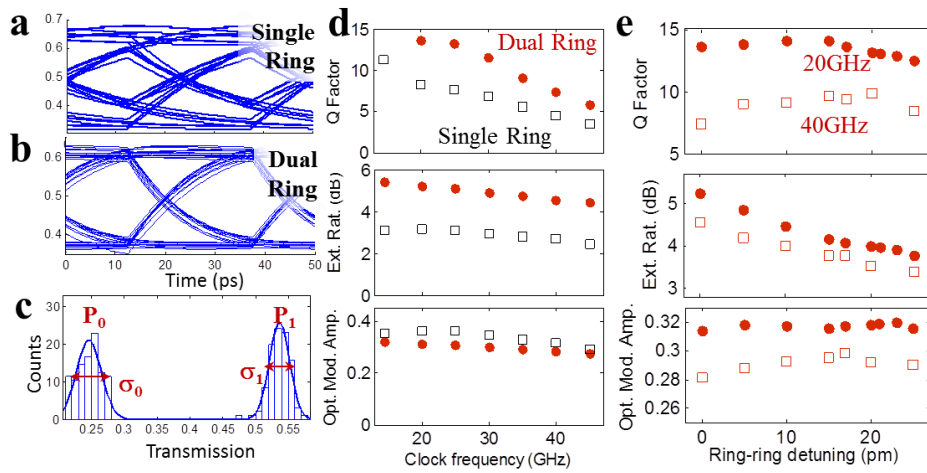 a
0.7
0.6
0.5
0.4
Single
Ring
b
0.6
0.5
0.4
Dual
Ring
0 10 20 30 40 50
Time (ps)
c
30
20
10
0
Counts
P0
P1
σ0
σ1
0.25 0.3 0.35 0.4 0.45 0.5 0.55
Transmission
d
15
10
5
0
Q Factor
Dual Ring
Single Ring
6
4
2
0
Ext. Rat. (dB)
0.4
0.2
0
Opt. Mod. Amp.
20 30 40
Clock frequency (GHz)
e
15
10
5
Q Factor
20GHz
40GHz
5
4
3
Ext. Rat. (dB)
0.32
0.28
0.26
Opt. Mod. Amp.
0 10 20
Ring-ring detuning (pm)